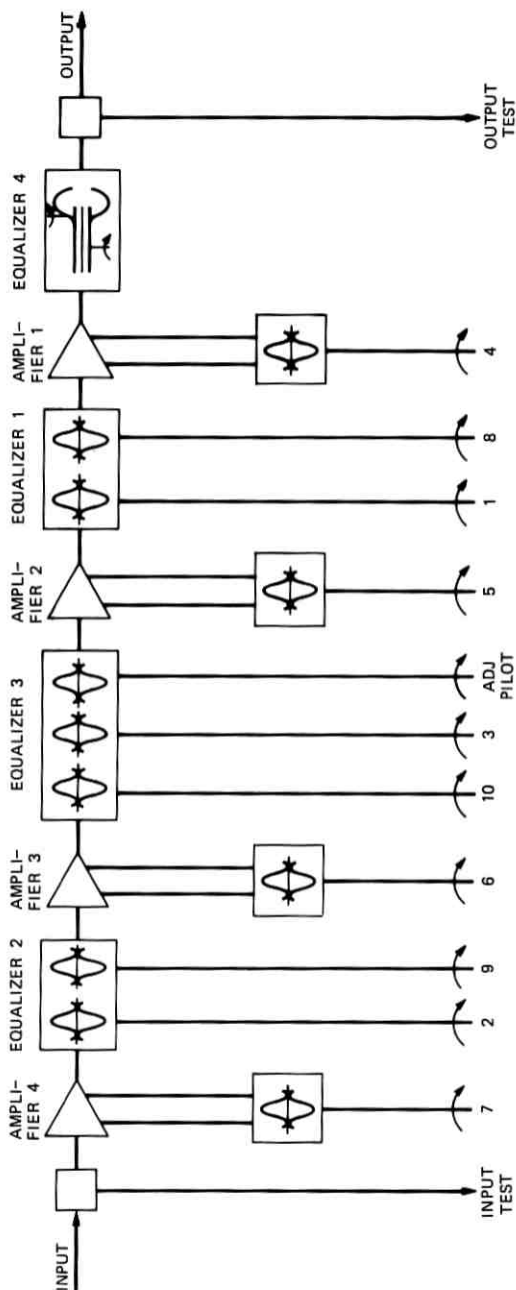 INPUT
INPUT
TEST
AMPLI-
FIER 4
7
EQUALIZER 2
2
9
AMPLI-
FIER 3
6
EQUALIZER 3
10
3
ADJ
PILOT
AMPLI-
FIER 2
5
EQUALIZER 1
1
8
AMPLI-
FIER 1
4
EQUALIZER 4
OUTPUT
OUTPUT
TEST